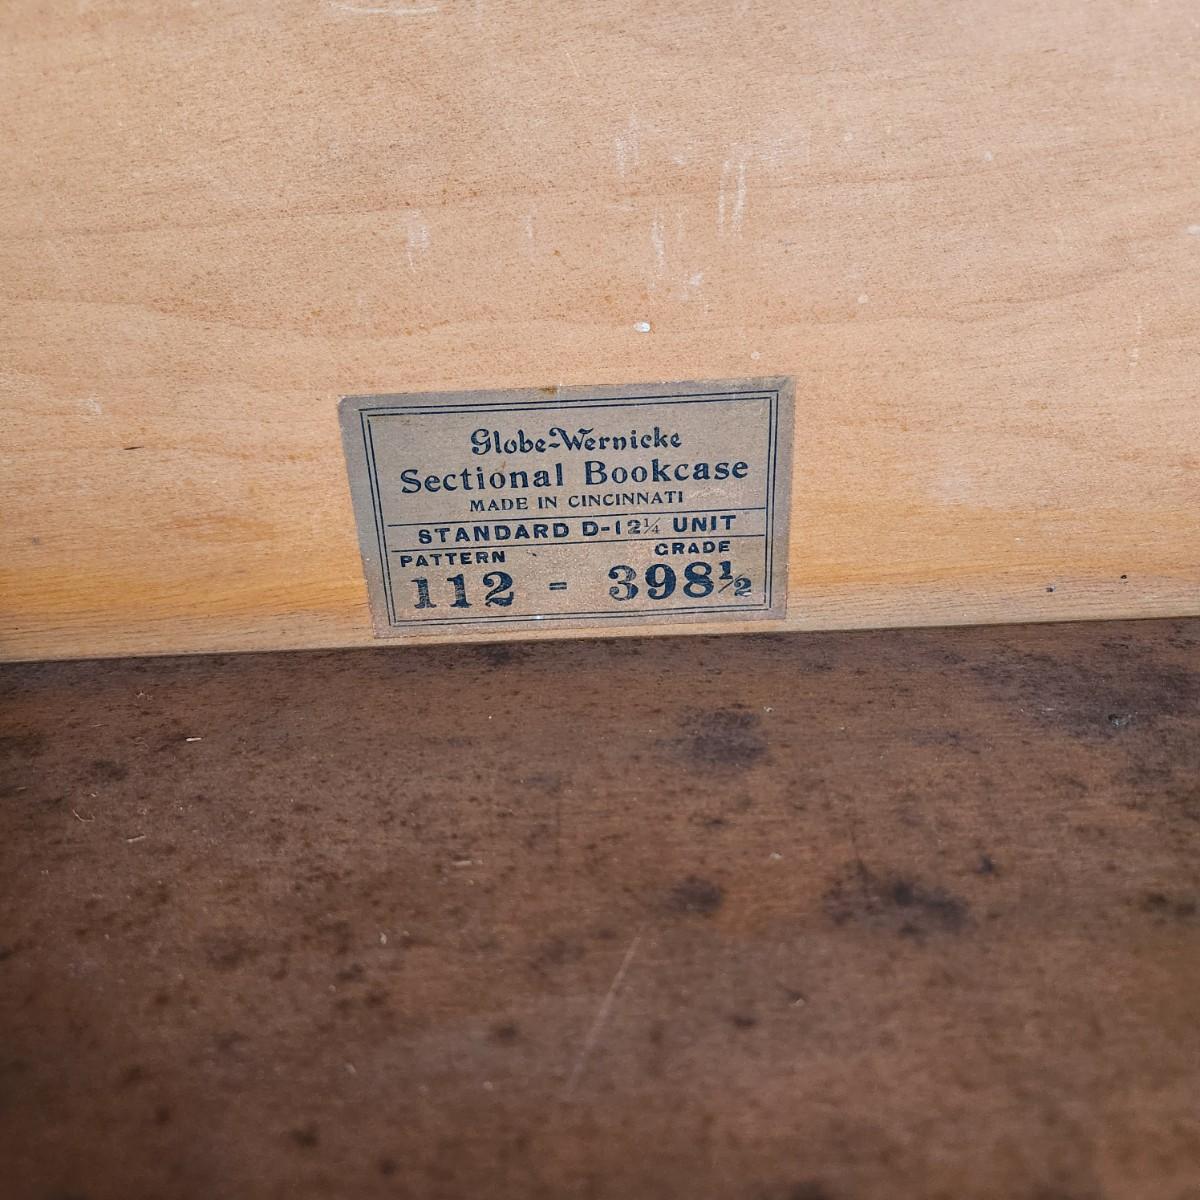 Globe-Wernicke
Sectional Bookcase
MADE IN CINCINNATI
STANDARD D-12¼ UNIT
PATTERN GRADE
112 - 398½